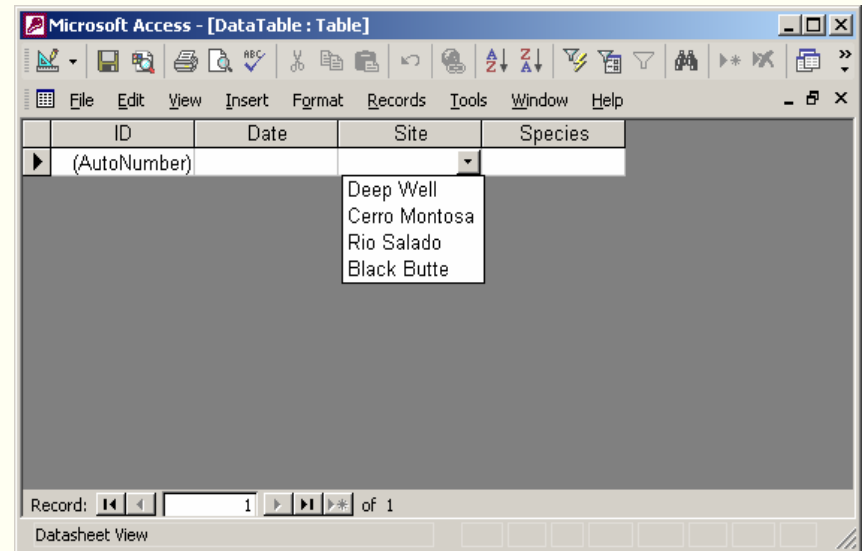 Microsoft Access - [DataTable : Table]
ABC
A Z Z A
File Edit View Insert Format Records Tools Window Help
ID Date Site Species
(AutoNumber)
Deep Well
Cerro Montosa
Rio Salado
Black Butte
Record: 1 of 1
Datasheet View